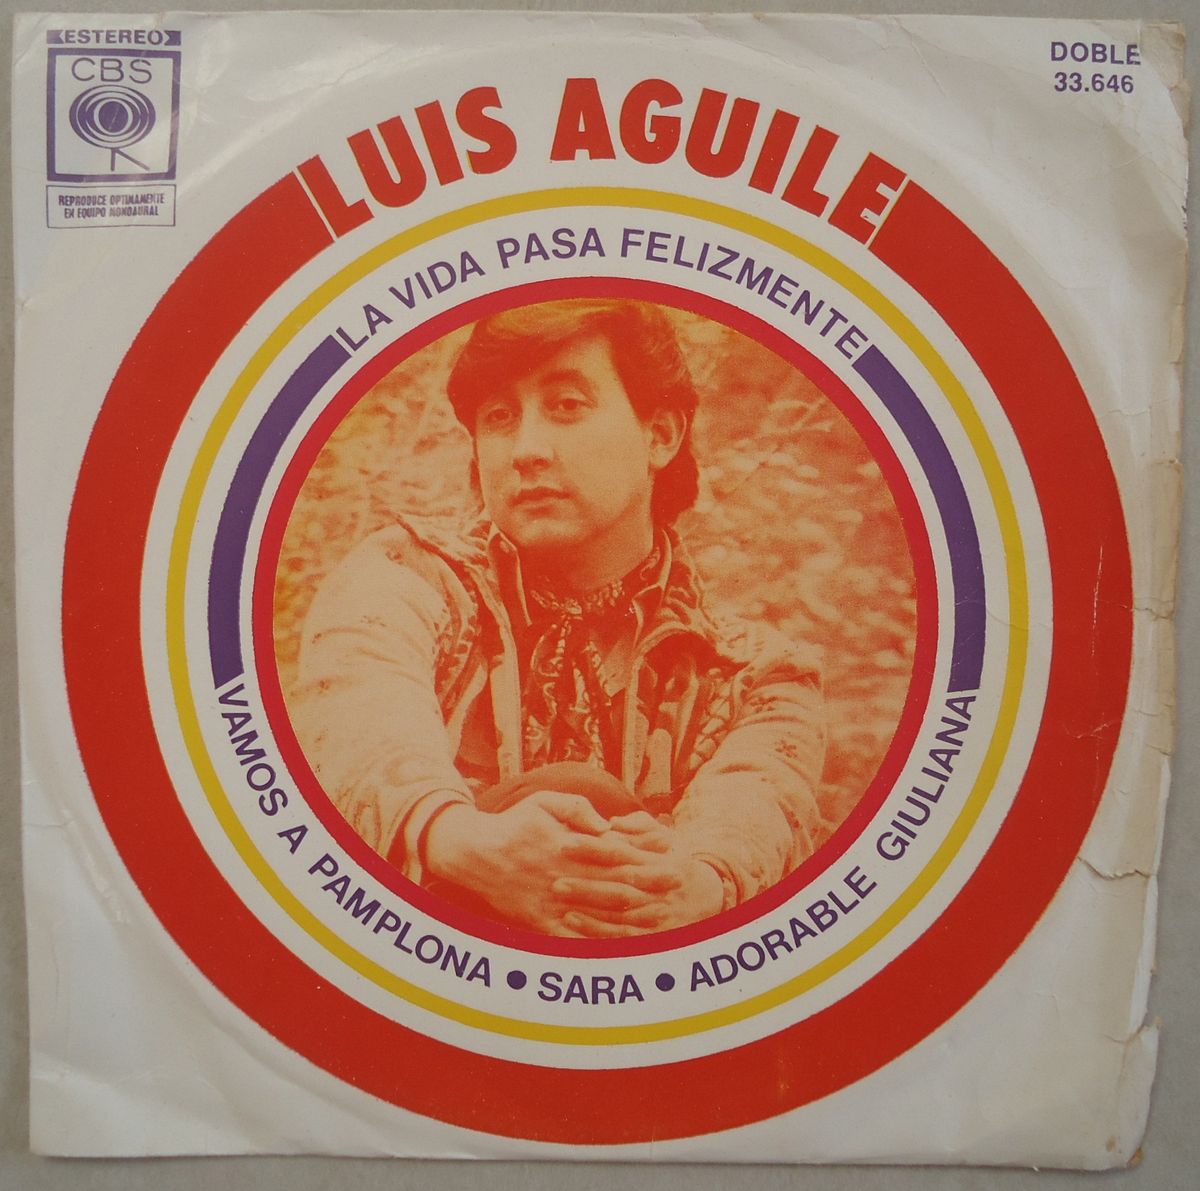 ESTEREO
CBS
REPRODUCE OPTIMAMENTE
EN EQUIPO MONOAURAL
DOBLE
33.646
LUIS AGUILE
LA VIDA PASA FELIZMENTE
VAMOS A PAMPLONA • SARA • ADORABLE GIULIANA